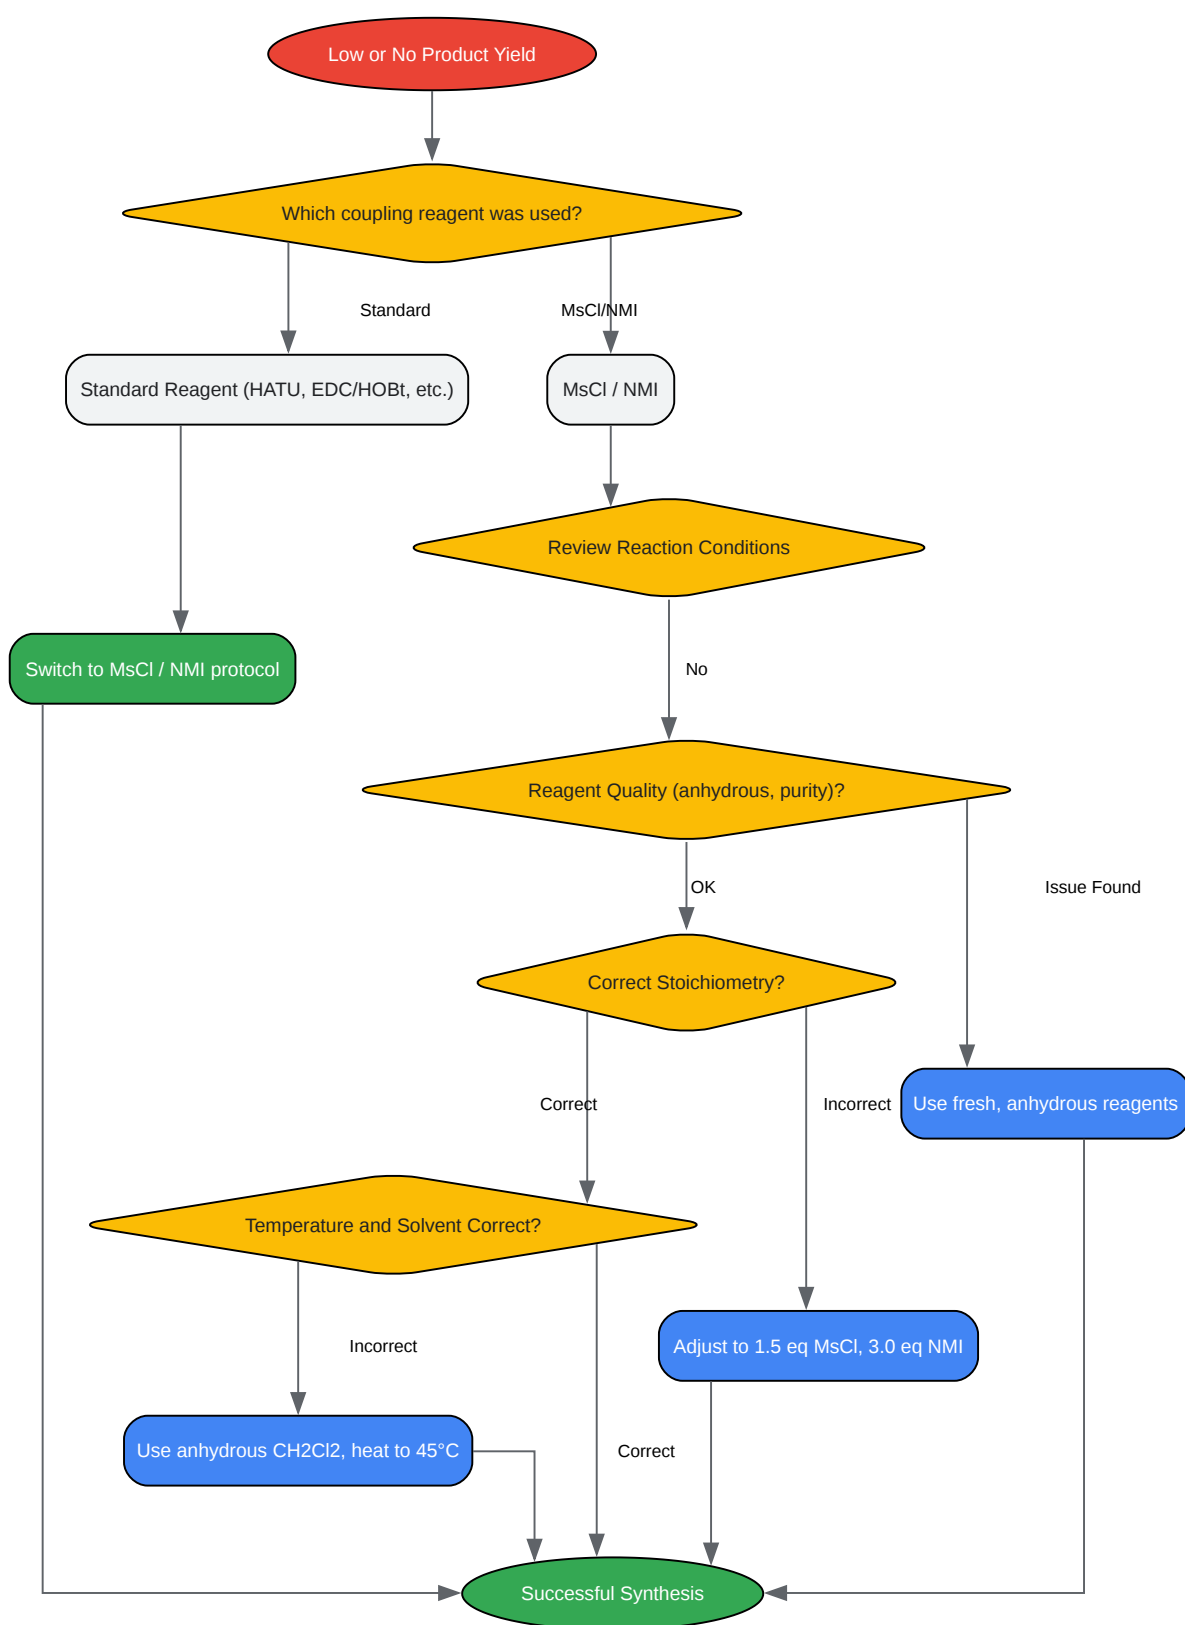 Low or No Product Yield
Which coupling reagent was used?
Standard
MsCl/NMI
Standard Reagent (HATU, EDC/HOBt, etc.)
MsCl / NMI
Review Reaction Conditions
Switch to MsCl / NMI protocol
No
Reagent Quality (anhydrous, purity)?
OK
Issue Found
Correct Stoichiometry?
Correct
Incorrect
Use fresh, anhydrous reagents
Temperature and Solvent Correct?
Incorrect
Adjust to 1.5 eq MsCl, 3.0 eq NMI
Use anhydrous CH2Cl2, heat to 45°C
Correct
Successful Synthesis